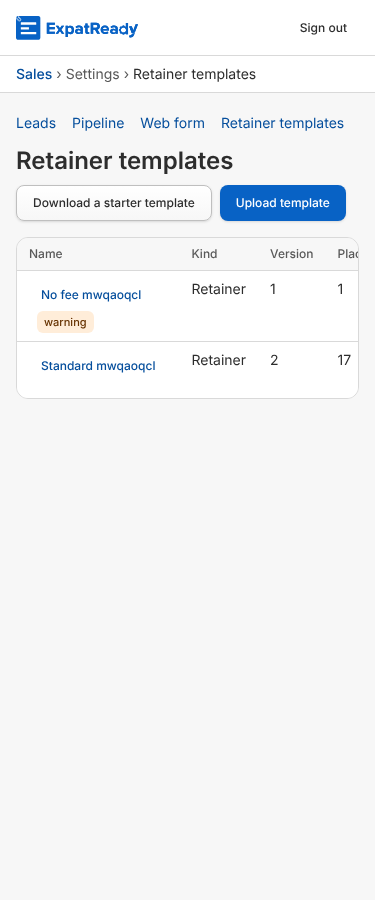 ExpatReady
Sign out
Sales › Settings › Retainer templates
Leads Pipeline Web form Retainer templates
Retainer templates
Download a starter template Upload template
Name Kind Version Plac
No fee mwqaoqcl Retainer 1 1
warning
Standard mwqaoqcl Retainer 2 17